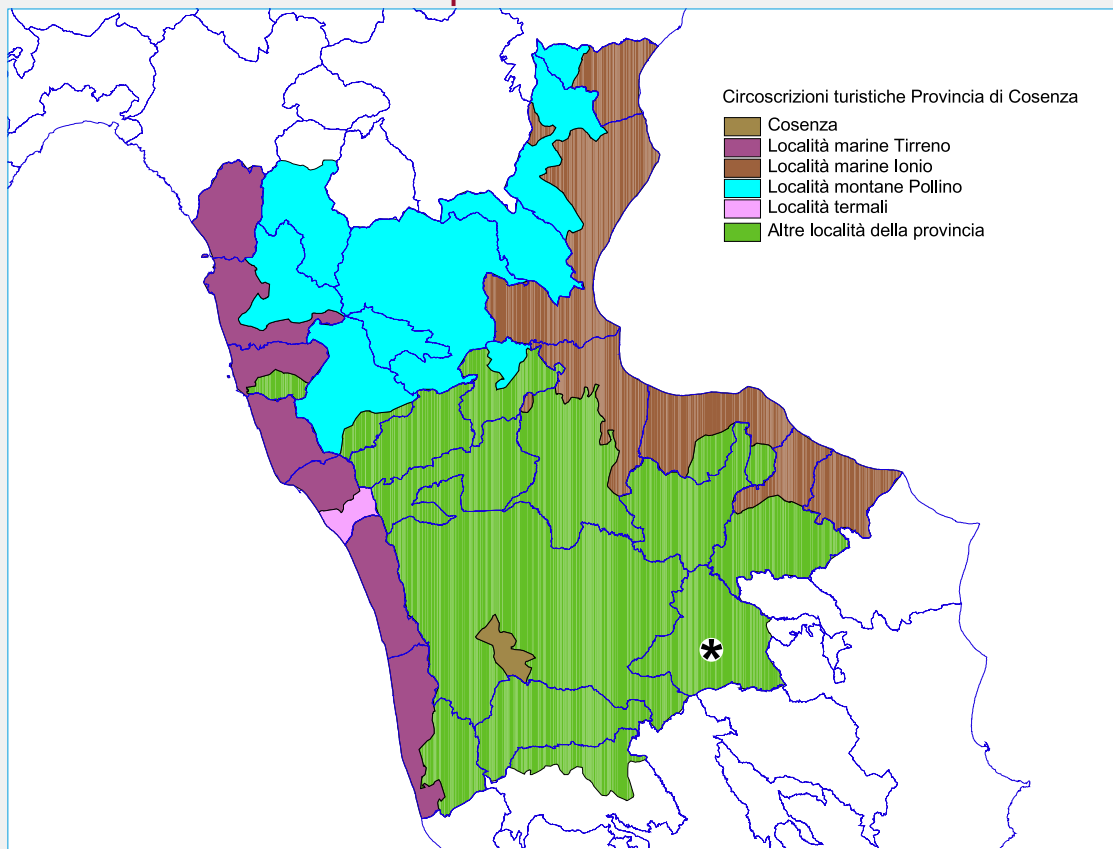 Circoscrizioni turistiche Provincia di Cosenza
Cosenza
Località marine Tirreno
Località marine Ionio
Località montane Pollino
Località termali
Altre località della provincia
*